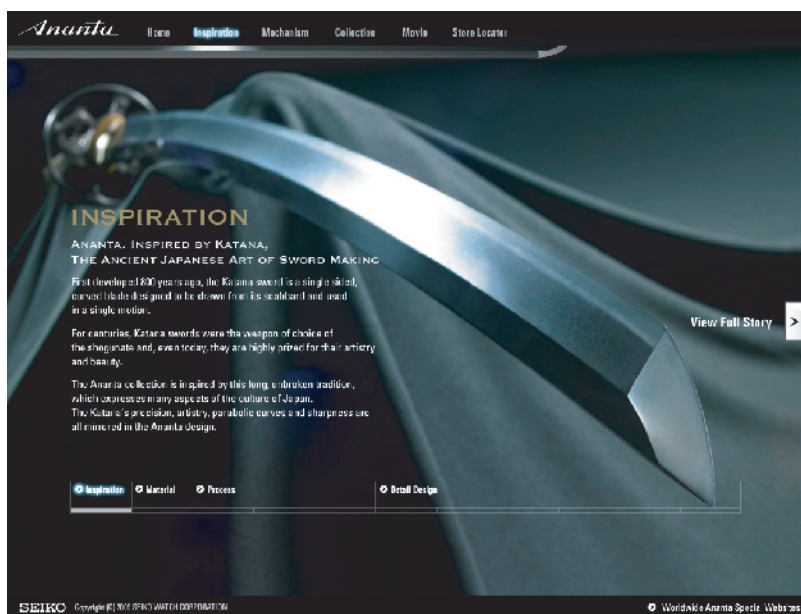 Ananta
Home Inspiration Mechanism Collection Movie Store Locator
INSPIRATION
ANANTA. INSPIRED BY KATANA,
THE ANCIENT JAPANESE ART OF SWORD MAKING
First developed 800 years ago, the Katana sword is a single sided,
curved blade designed to be drawn from its scabbard and used
in a single motion.
For centuries, Katana swords were the weapon of choice of
the shogunate and, even today, they are highly prized for their artistry
and beauty.
The Ananta collection is inspired by this long, unbroken tradition,
which expresses many aspects of the culture of Japan.
The Katana's precision, artistry, parabolic curves and sharpness are
all mirrored in the Ananta design.
View Full Story
Inspiration Material Process Detail Design
SEIKO Copyright (C) 2009 SEIKO WATCH CORPORATION Worldwide Ananta Special Websites